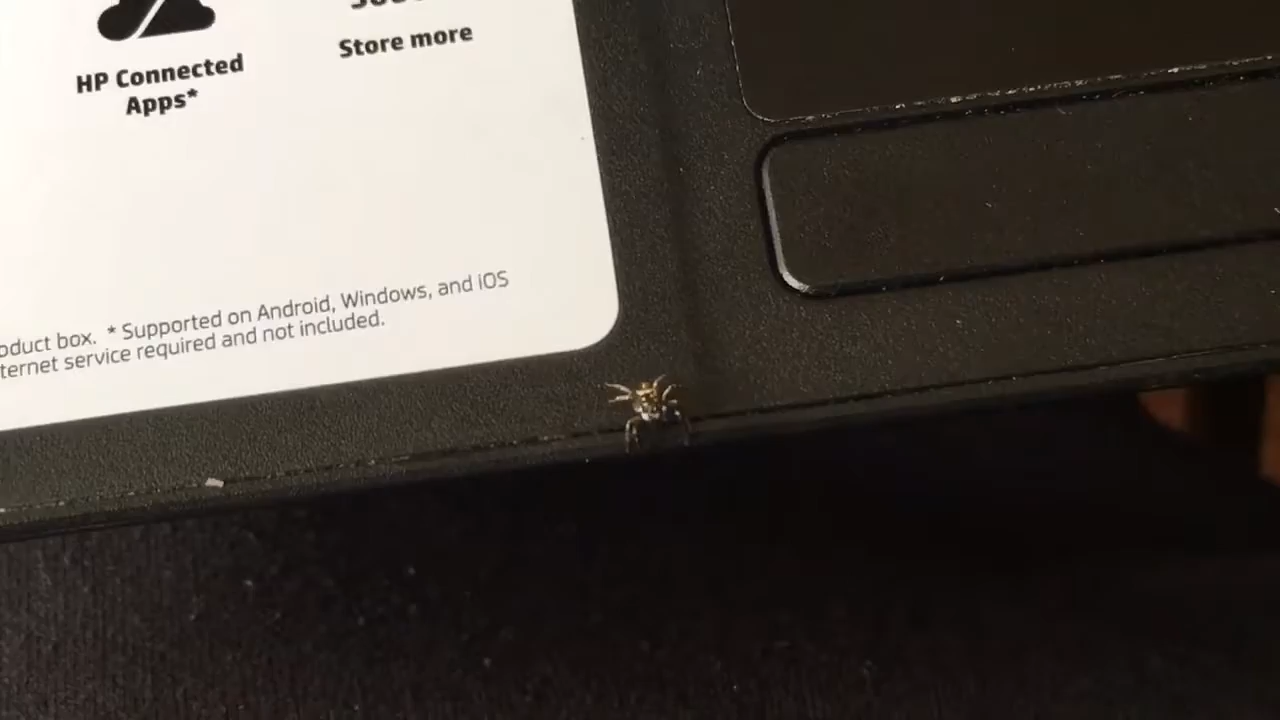 HP Connected
Apps*
Store more
oduct box. * Supported on Android, Windows, and iOS
ternet service required and not included.